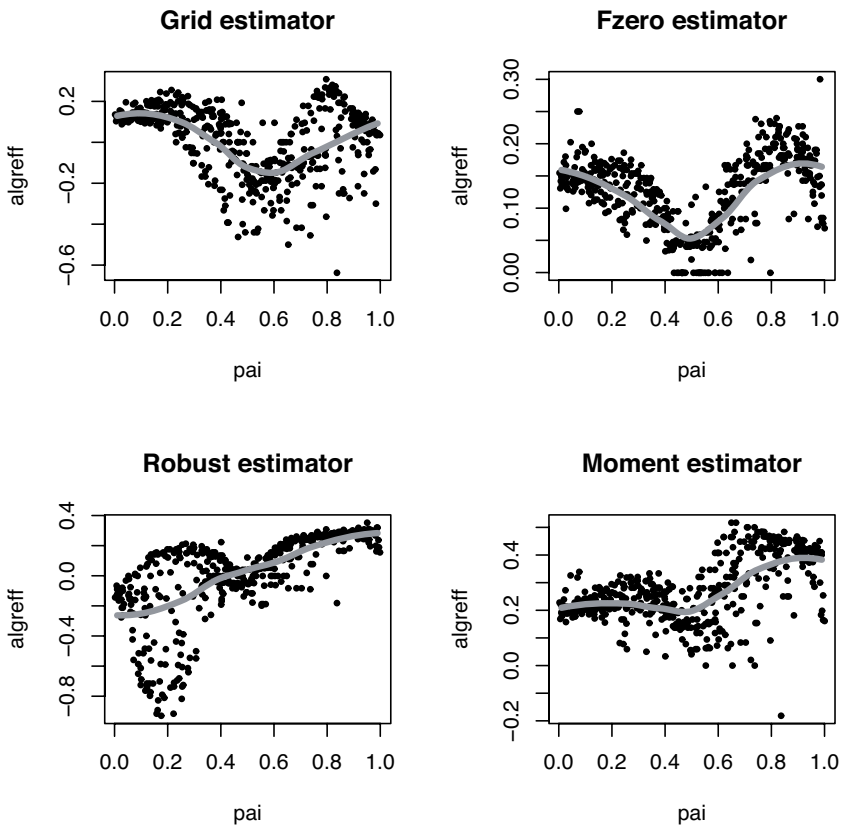 Grid estimator
algreff
0.2
−0.2
−0.6
0.0 0.2 0.4 0.6 0.8 1.0
pai
Fzero estimator
algreff
0.30
0.20
0.10
0.00
0.0 0.2 0.4 0.6 0.8 1.0
pai
Robust estimator
algreff
0.4
0.0
−0.4
−0.8
0.0 0.2 0.4 0.6 0.8 1.0
pai
Moment estimator
algreff
0.4
0.2
0.0
−0.2
0.0 0.2 0.4 0.6 0.8 1.0
pai